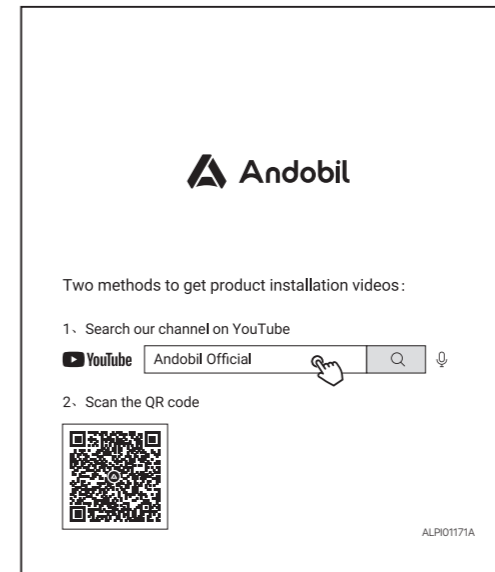 Andobil
Two methods to get product installation videos:
1、Search our channel on YouTube
YouTube Andobil Official
2、Scan the QR code
ALPI01171A